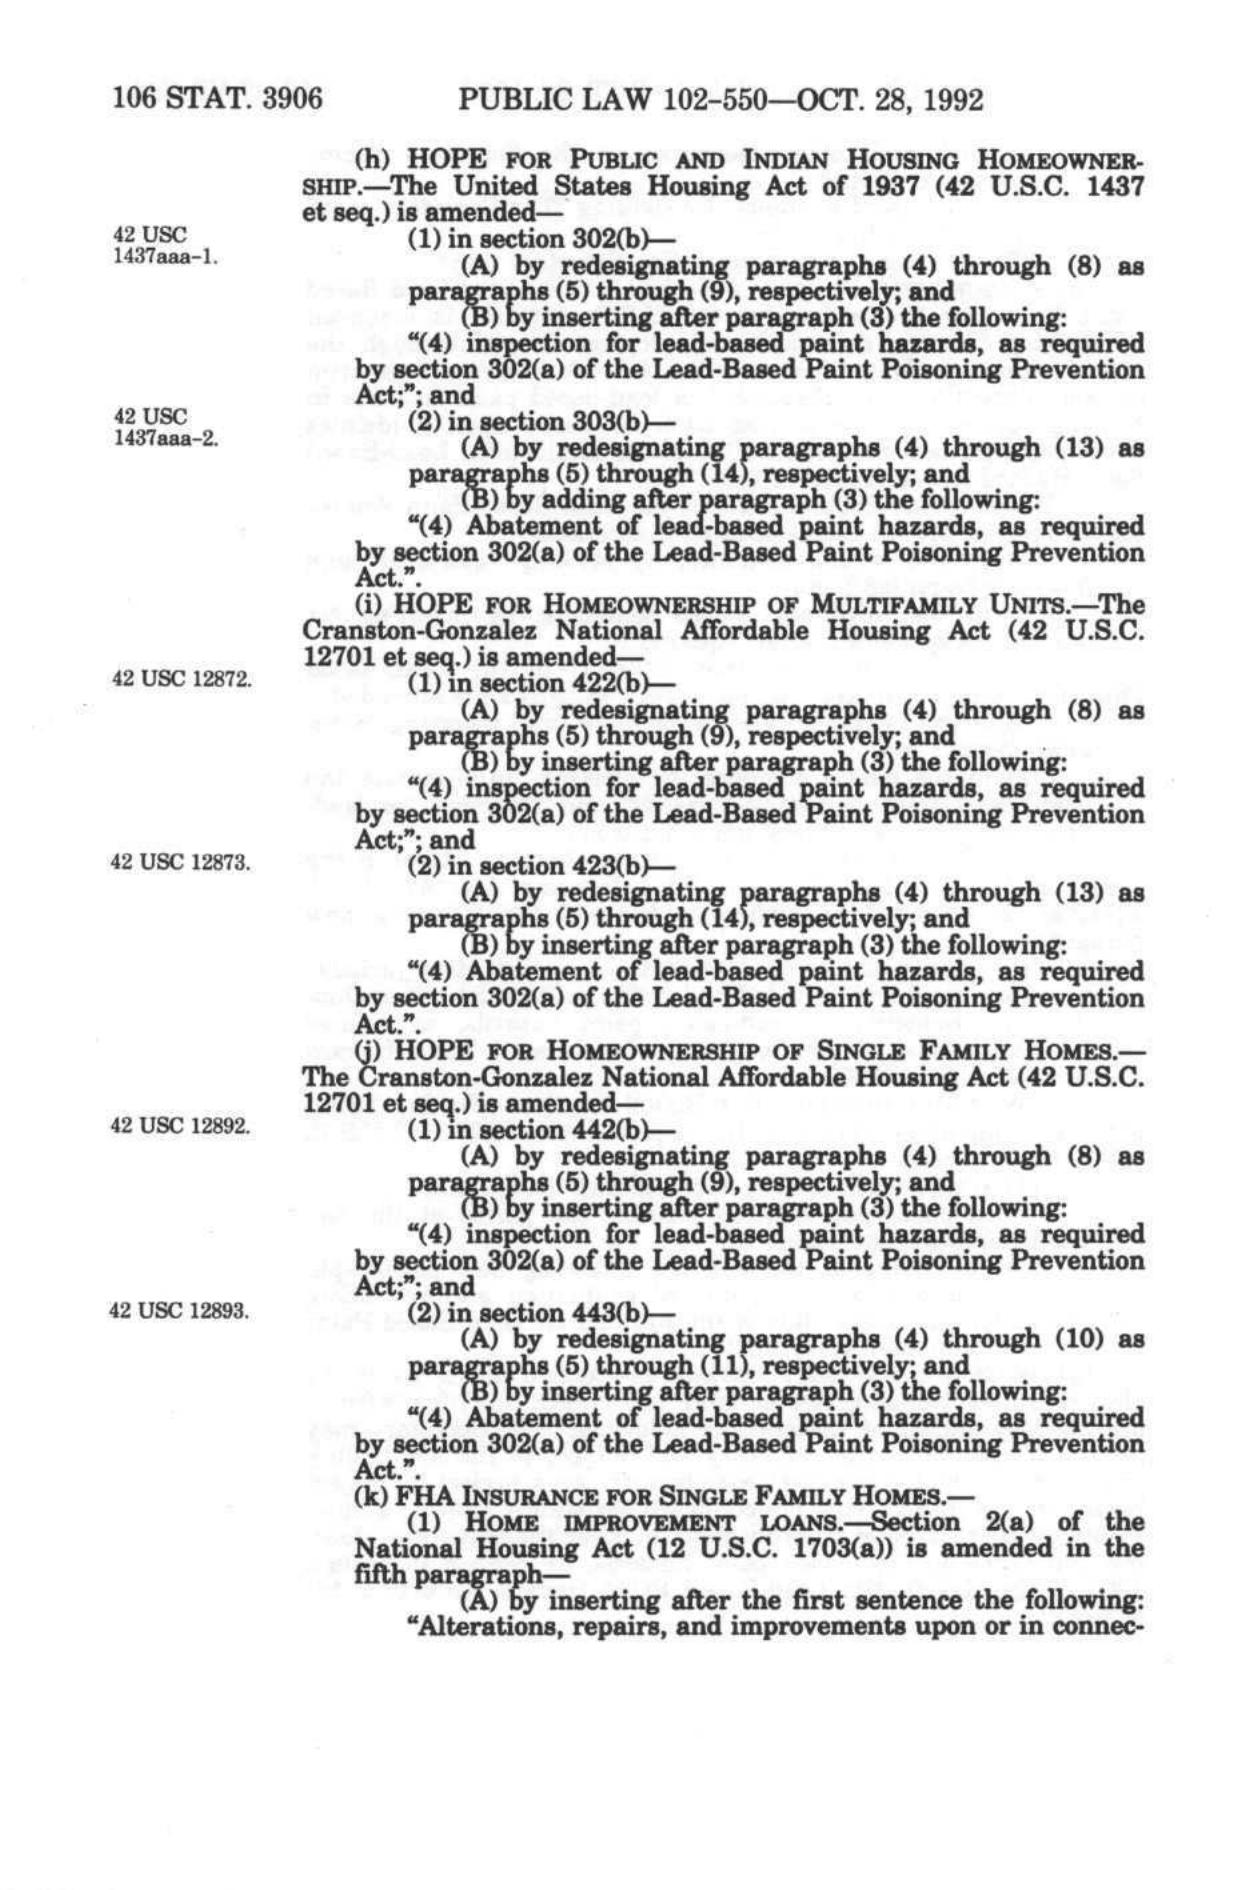 106 STAT. 3906 PUBLIC LAW 102-550—OCT. 28, 1992
(h) HOPE FOR PUBLIC AND INDIAN HOUSING HOMEOWNER-
SHIP.—The United States Housing Act of 1937 (42 U.S.C. 1437
et seq.) is amended—
42 USC
1437aaa-1.
(1) in section 302(b)—
(A) by redesignating paragraphs (4) through (8) as
paragraphs (5) through (9), respectively; and
(B) by inserting after paragraph (3) the following:
“(4) inspection for lead-based paint hazards, as required
by section 302(a) of the Lead-Based Paint Poisoning Prevention
Act;”; and
42 USC
1437aaa-2.
(2) in section 303(b)—
(A) by redesignating paragraphs (4) through (13) as
paragraphs (5) through (14), respectively; and
(B) by adding after paragraph (3) the following:
“(4) Abatement of lead-based paint hazards, as required
by section 302(a) of the Lead-Based Paint Poisoning Prevention
Act.”.
(i) HOPE FOR HOMEOWNERSHIP OF MULTIFAMILY UNITS.—The
Cranston-Gonzalez National Affordable Housing Act (42 U.S.C.
12701 et seq.) is amended—
42 USC 12872.
(1) in section 422(b)—
(A) by redesignating paragraphs (4) through (8) as
paragraphs (5) through (9), respectively; and
(B) by inserting after paragraph (3) the following:
“(4) inspection for lead-based paint hazards, as required
by section 302(a) of the Lead-Based Paint Poisoning Prevention
Act;”; and
42 USC 12873.
(2) in section 423(b)—
(A) by redesignating paragraphs (4) through (13) as
paragraphs (5) through (14), respectively; and
(B) by inserting after paragraph (3) the following:
“(4) Abatement of lead-based paint hazards, as required
by section 302(a) of the Lead-Based Paint Poisoning Prevention
Act.”.
(j) HOPE FOR HOMEOWNERSHIP OF SINGLE FAMILY HOMES.—
The Cranston-Gonzalez National Affordable Housing Act (42 U.S.C.
12701 et seq.) is amended—
42 USC 12892.
(1) in section 442(b)—
(A) by redesignating paragraphs (4) through (8) as
paragraphs (5) through (9), respectively; and
(B) by inserting after paragraph (3) the following:
“(4) inspection for lead-based paint hazards, as required
by section 302(a) of the Lead-Based Paint Poisoning Prevention
Act;”; and
42 USC 12893.
(2) in section 443(b)—
(A) by redesignating paragraphs (4) through (10) as
paragraphs (5) through (11), respectively; and
(B) by inserting after paragraph (3) the following:
“(4) Abatement of lead-based paint hazards, as required
by section 302(a) of the Lead-Based Paint Poisoning Prevention
Act.”.
(k) FHA INSURANCE FOR SINGLE FAMILY HOMES.—
(1) HOME IMPROVEMENT LOANS.—Section 2(a) of the
National Housing Act (12 U.S.C. 1703(a)) is amended in the
fifth paragraph—
(A) by inserting after the first sentence the following:
“Alterations, repairs, and improvements upon or in connec-